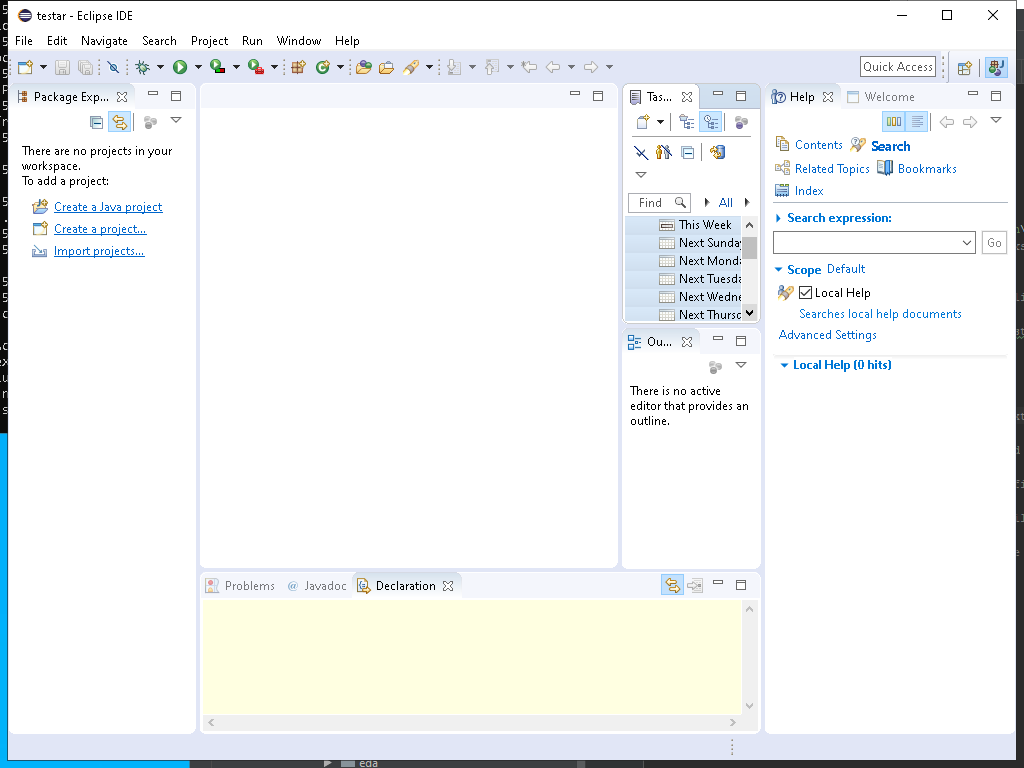 testar - Eclipse IDE
File Edit Navigate Search Project Run Window Help
Quick Access
Package Exp...
There are no projects in your
workspace.
To add a project:
Create a Java project
Create a project...
Import projects...
Tas...
Find
All
This Week
Next Sunda
Next Monda
Next Tuesda
Next Wedne
Next Thursd
Ou...
There is no active
editor that provides an
outline.
Help Welcome
Contents Search
Related Topics Bookmarks
Index
Search expression:
Go
Scope Default
Local Help
Searches local help documents
Advanced Settings
Local Help (0 hits)
Problems @ Javadoc Declaration
eda